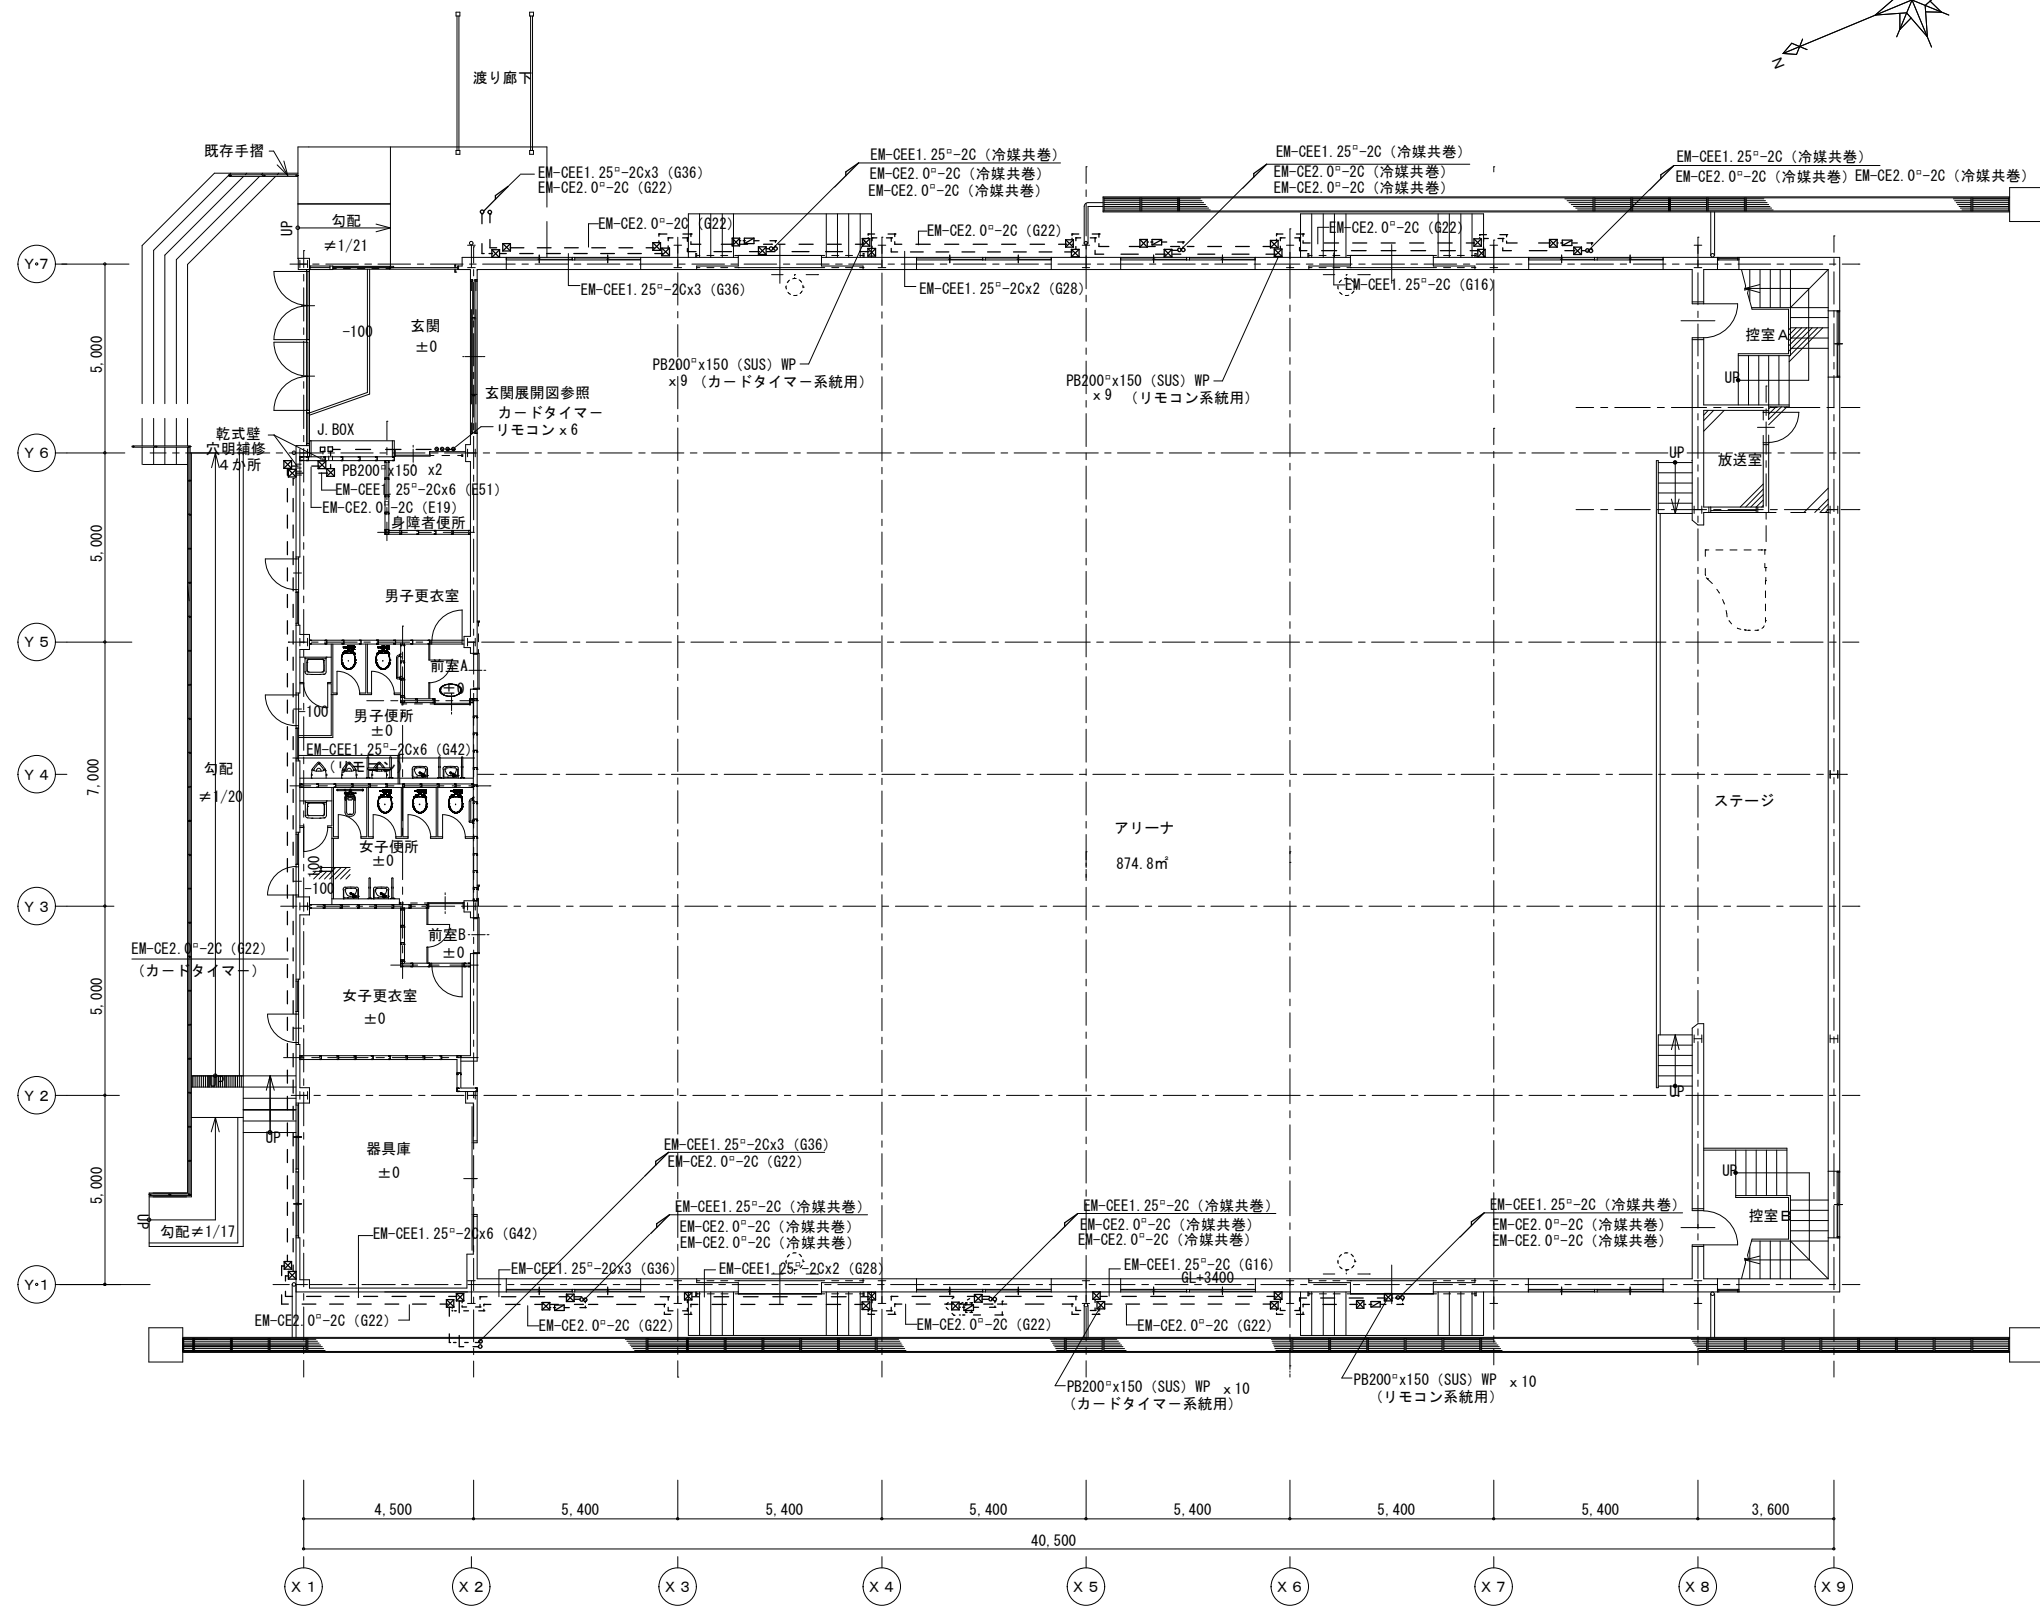 N
渡り廊下
既存手摺
EM-CEE1.25□-2Cx3 (G36)
EM-CE2.0□-2C (G22)
EM-CEE1.25□-2C (冷媒共巻)
EM-CE2.0□-2C (冷媒共巻)
EM-CE2.0□-2C (冷媒共巻)
EM-CEE1.25□-2C (冷媒共巻)
EM-CE2.0□-2C (冷媒共巻)
EM-CE2.0□-2C (冷媒共巻)
EM-CEE1.25□-2C (冷媒共巻)
EM-CE2.0□-2C (冷媒共巻) EM-CE2.0□-2C (冷媒共巻)
UP
勾配
≠1/21
EM-CE2.0□-2C (G22)
EM-CE2.0□-2C (G22)
EM-CE2.0□-2C (G22)
Y・7
EM-CEE1.25□-2Cx3 (G36)
EM-CEE1.25□-2Cx2 (G28)
EM-CEE1.25□-2C (G16)
5,000
-100
玄関
±0
控室A
UP
PB200□x150 (SUS) WP
x9 (カードタイマー系統用)
PB200□x150 (SUS) WP
x9 (リモコン系統用)
玄関展開図参照
カードタイマー
リモコンx6
J.BOX
乾式壁
穴明補修
4か所
Y6
PB200□x150 x2
EM-CEE1.25□-2Cx6 (E51)
EM-CE2.0□-2C (E19)
身障者便所
UP
放送室
5,000
男子更衣室
Y5
前室A
-100
男子便所
±0
EM-CEE1.25□-2Cx6 (G42)
(リモコン)
Y4
7,000
勾配
≠1/20
ステージ
アリーナ
874.8㎡
女子便所
±0
-100
-100
Y3
前室B
±0
EM-CE2.0□-2C (G22)
(カードタイマー)
5,000
女子更衣室
±0
UP
Y2
UP
UP
器具庫
±0
EM-CEE1.25□-2Cx3 (G36)
EM-CE2.0□-2C (G22)
UP
5,000
UP
勾配≠1/17
EM-CEE1.25□-2C (冷媒共巻)
EM-CE2.0□-2C (冷媒共巻)
EM-CE2.0□-2C (冷媒共巻)
EM-CEE1.25□-2C (冷媒共巻)
EM-CE2.0□-2C (冷媒共巻)
EM-CE2.0□-2C (冷媒共巻)
EM-CEE1.25□-2C (冷媒共巻)
EM-CE2.0□-2C (冷媒共巻)
EM-CE2.0□-2C (冷媒共巻)
控室B
EM-CEE1.25□-2Cx6 (G42)
EM-CEE1.25□-2Cx3 (G36)
EM-CEE1.25□-2Cx2 (G28)
EM-CEE1.25□-2C (G16)
GL+3400
Y・1
EM-CE2.0□-2C (G22)
EM-CE2.0□-2C (G22)
EM-CE2.0□-2C (G22)
EM-CE2.0□-2C (G22)
PB200□x150 (SUS) WP x10
(カードタイマー系統用)
PB200□x150 (SUS) WP x10
(リモコン系統用)
4,500 5,400 5,400 5,400 5,400 5,400 5,400 3,600
40,500
X1 X2 X3 X4 X5 X6 X7 X8 X9